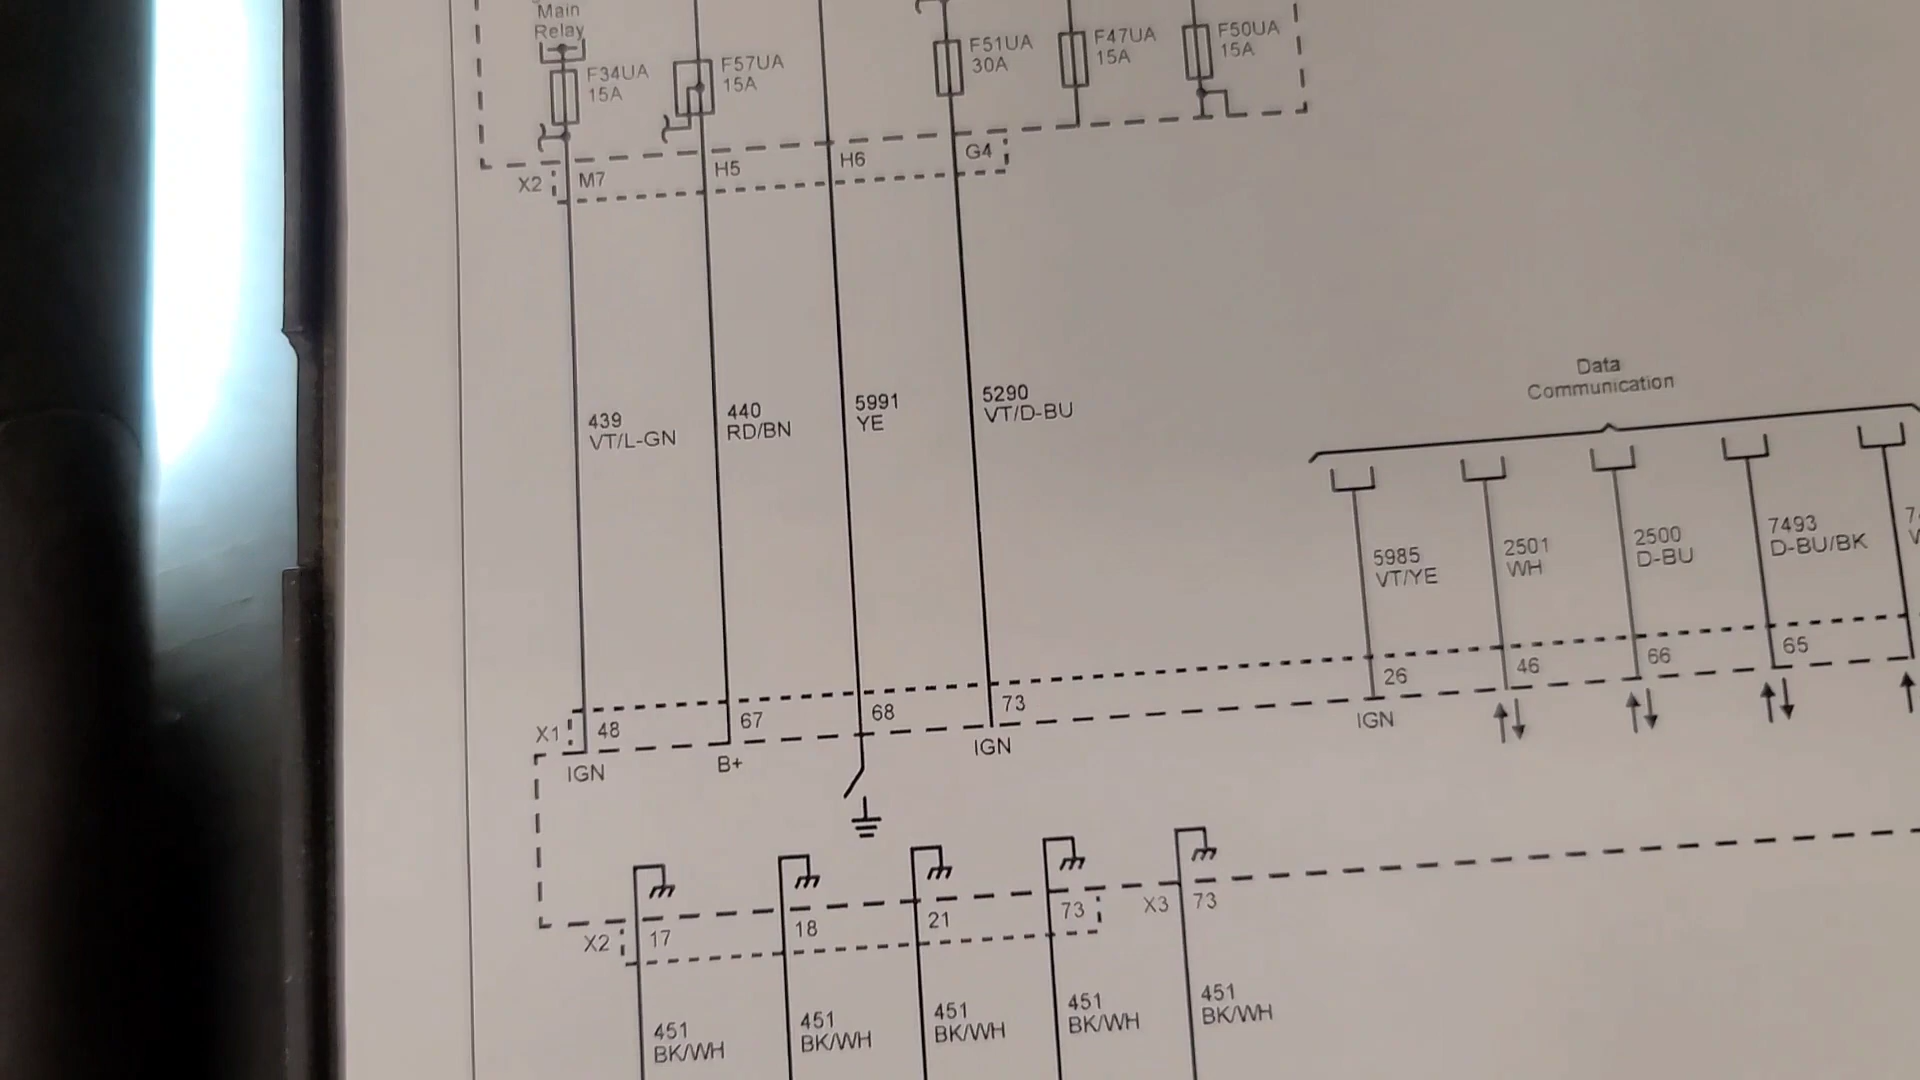 Main
Relay
F34UA
15A
F57UA
15A
F51UA
30A
F47UA
15A
F50UA
15A
X2
M7
H5
H6
G4
439
VT/L-GN
440
RD/BN
5991
YE
5290
VT/D-BU
Data
Communication
5985
VT/YE
2501
WH
2500
D-BU
7493
D-BU/BK
X1
48
67
68
73
26
46
66
65
IGN
B+
IGN
IGN
X2
17
18
21
73
X3
73
451
BK/WH
451
BK/WH
451
BK/WH
451
BK/WH
451
BK/WH